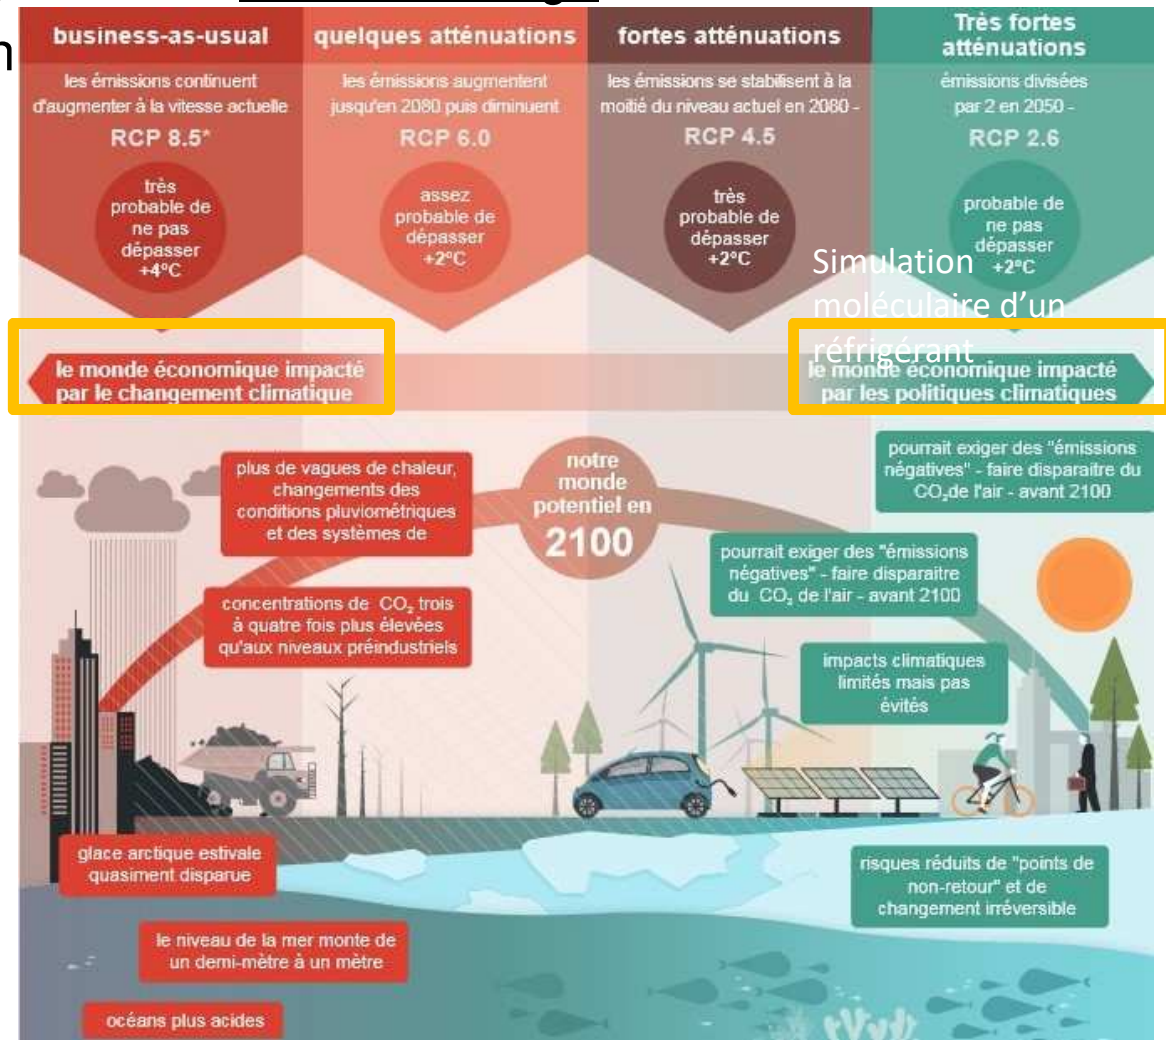 n
business-as-usual
les émissions continuent
d'augmenter à la vitesse actuelle
RCP 8.5*
très
probable de
ne pas
dépasser
+4°C
quelques atténuations
les émissions augmentent
jusqu'en 2080 puis diminuent
RCP 6.0
assez
probable de
dépasser
+2°C
fortes atténuations
les émissions se stabilisent à la
moitié du niveau actuel en 2080 -
RCP 4.5
très
probable de
dépasser
+2°C
Très fortes
atténuations
émissions divisées
par 2 en 2050 -
RCP 2.6
probable de
ne pas
dépasser
+2°C
Simulation
moléculaire d'un
réfrigérant
le monde économique impacté
par le changement climatique
le monde économique impacté
par les politiques climatiques
plus de vagues de chaleur,
changements des
conditions pluviométriques
et des systèmes de
notre
monde
potentiel en
2100
pourrait exiger des "émissions
négatives" - faire disparaitre du
CO₂de l'air - avant 2100
pourrait exiger des "émissions
négatives" - faire disparaitre
du CO₂ de l'air - avant 2100
concentrations de CO₂ trois
à quatre fois plus élevées
qu'aux niveaux préindustriels
impacts climatiques
limités mais pas
évités
glace arctique estivale
quasiment disparue
risques réduits de "points de
non-retour" et de
changement irréversible
le niveau de la mer monte de
un demi-mètre à un mètre
océans plus acides